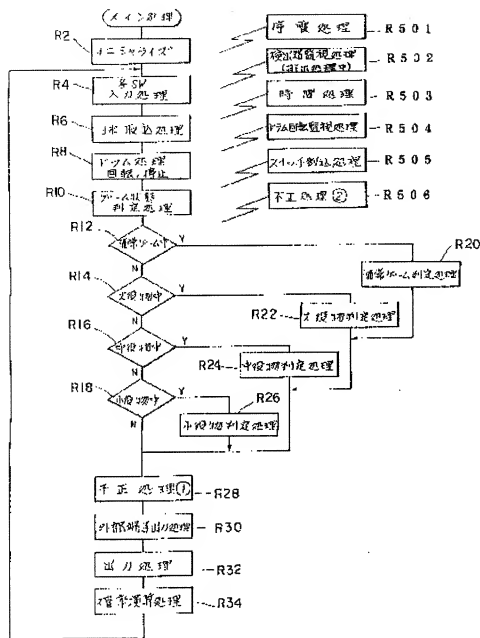 メイン処理
R2
イニシャライズ
R4
各SW
入力処理
R6
球取込処理
R8
ドラム処理
回転,停止
R10
ゲーム状態
判定処理
R12
通常ゲーム中
Y
N
R14
大役物中
Y
N
R16
中役物中
Y
N
R18
小役物中
Y
N
R20
通常ゲーム判定処理
R22
大役物判定処理
R24
中役物判定処理
R26
小役物判定処理
不正処理①
R28
外部端子出力処理
R30
出力処理
R32
確率演算処理
R34
停電処理
R501
排出球監視処理
(排出処理中)
R502
時間処理
R503
ドラム回転監視処理
R504
スイッチ割込処理
R505
不正処理②
R506